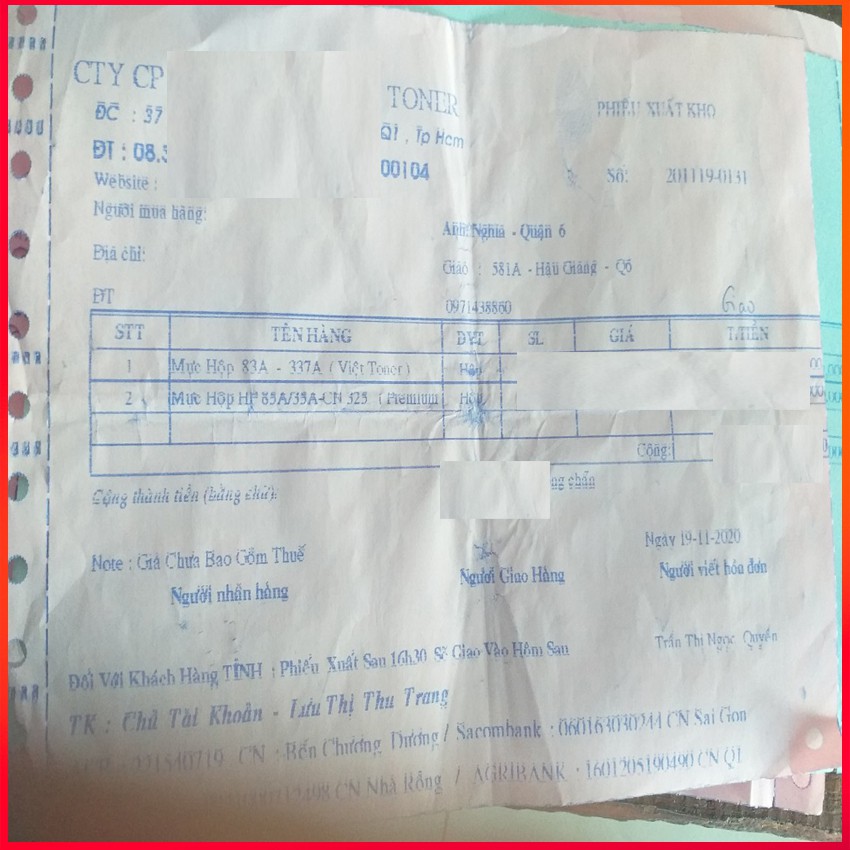 CTY CP TONER
ĐC : 37 Q1 , Tp Hcm
ĐT : 08. 00104
Website :
PHIẾU XUẤT KHO
Số: 201119-0131
Người mua hàng: Anh Nghĩa - Quận 6
Địa chỉ: Giao : 581A - Hậu Giang - Q6
ĐT 0971438860
Giao
STT TÊN HÀNG ĐVT SL GIÁ T.TIỀN
1 Mực Hộp 83A - 337A ( Việt Toner ) Hộp
2 Mực Hộp HP 85A/35A-CN 325 ( Premium Hộp
Cộng:
Cộng thành tiền (bằng chữ): ng chẵn
Note : Giá Chưa Bao Gồm Thuế
Ngày 19-11-2020
Người nhận hàng Người Giao Hàng Người viết hóa đơn
Trần Thị Ngọc Quyền
Đối Với Khách Hàng TỈNH : Phiếu Xuất Sau 16h30 Sẽ Giao Vào Hôm Sau
TK : Chủ Tài Khoản - Lưu Thị Thu Trang
CN : Bến Chương Dương / Sacombank : 060163030244 CN Sai Gon
CN Nhà Rồng / AGRIBANK : 1601205190490 CN Q1